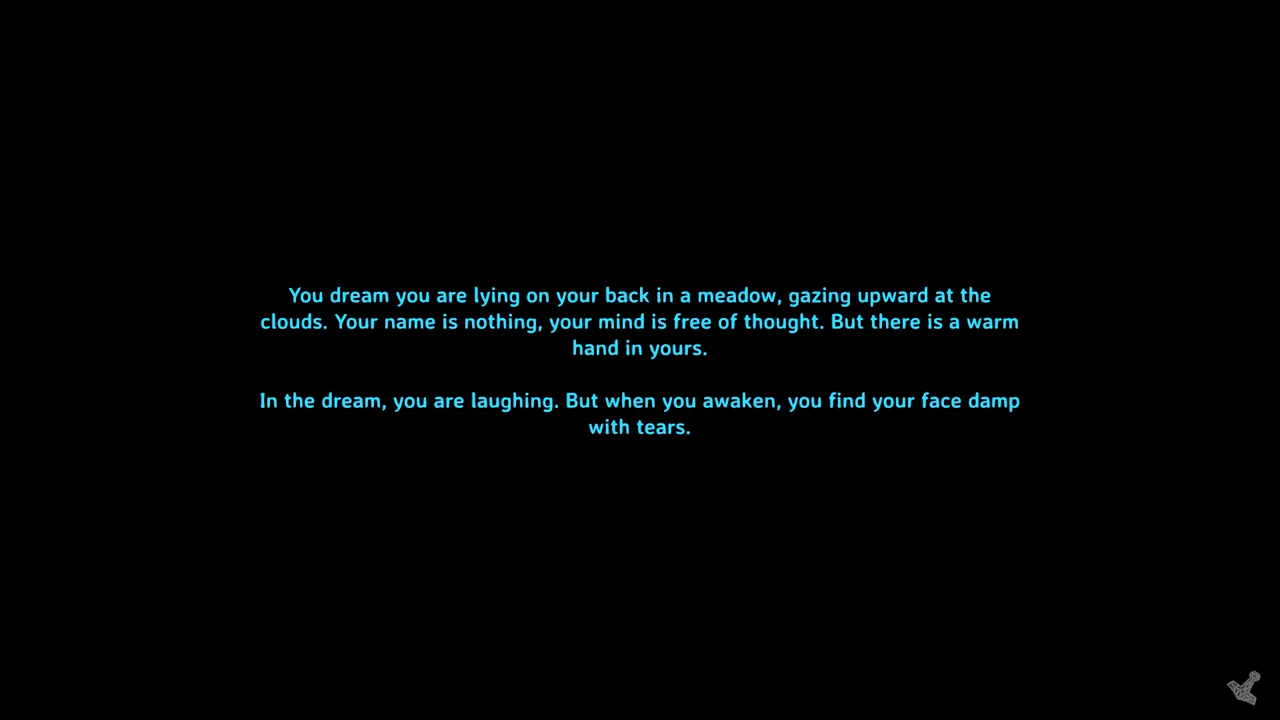 You dream you are lying on your back in a meadow, gazing upward at the
clouds. Your name is nothing, your mind is free of thought. But there is a warm
hand in yours.
In the dream, you are laughing. But when you awaken, you find your face damp
with tears.